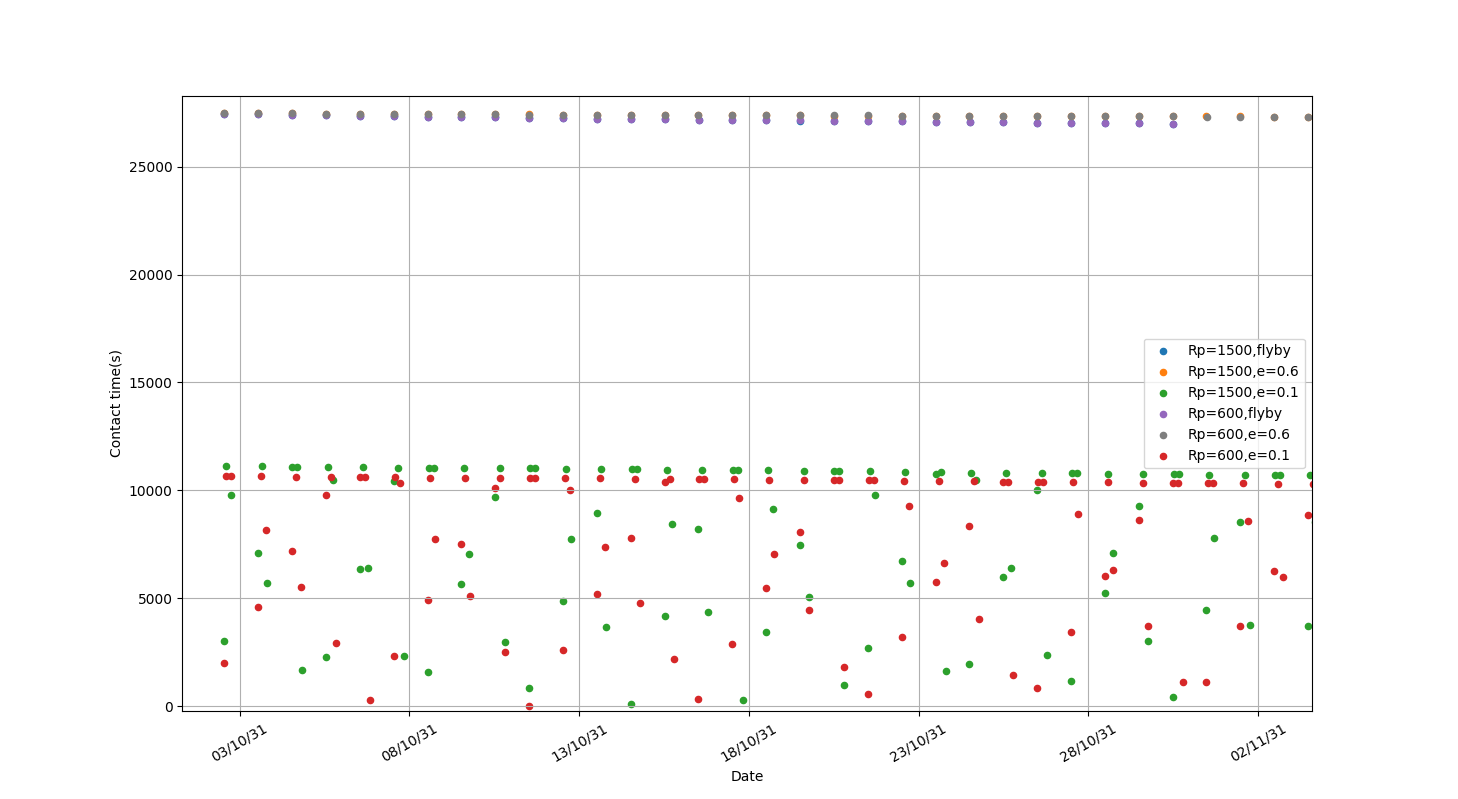 25000
20000
15000
10000
5000
0
Contact time(s)
Rp=1500,flyby
Rp=1500,e=0.6
Rp=1500,e=0.1
Rp=600,flyby
Rp=600,e=0.6
Rp=600,e=0.1
03/10/31
08/10/31
13/10/31
18/10/31
23/10/31
28/10/31
02/11/31
Date